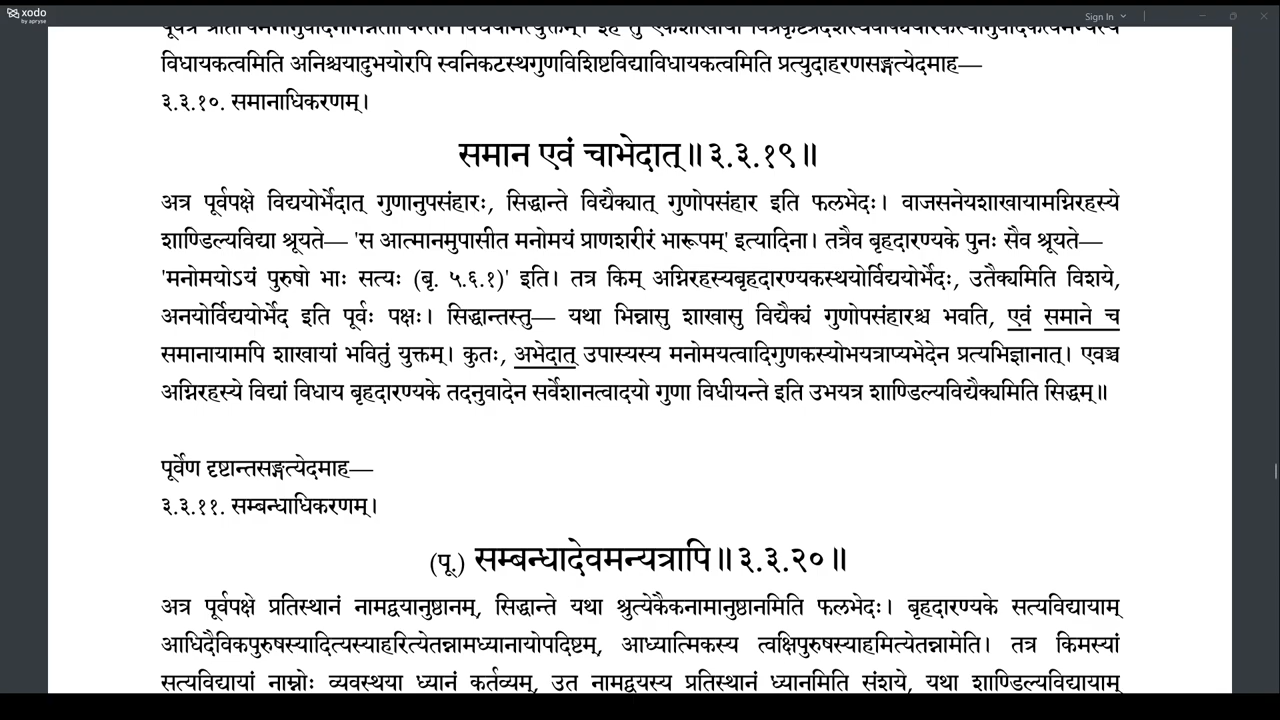 xodo
by apryse
Sign In
विधायकत्वमिति अनिश्चयादुभयोरपि स्वनिकटस्थगुणविशिष्टविद्याविधायकत्वमिति प्रत्युदाहरणसङ्गत्येदमाह—
३.३.१०. समानाधिकरणम्।
समान एवं चाभेदात्॥३.३.१९॥
अत्र पूर्वपक्षे विद्ययोर्भेदात् गुणानुपसंहारः, सिद्धान्ते विद्यैक्यात् गुणोपसंहार इति फलभेदः। वाजसनेयशाखायामग्निरहस्ये
शाण्डिल्यविद्या श्रूयते— 'स आत्मानमुपासीत मनोमयं प्राणशरीरं भारूपम्' इत्यादिना। तत्रैव बृहदारण्यके पुनः सैव श्रूयते—
'मनोमयोऽयं पुरुषो भाः सत्यः (बृ. ५.६.१)' इति। तत्र किम् अग्निरहस्यबृहदारण्यकस्थयोर्विद्ययोर्भेदः, उतैक्यमिति विशये,
अनयोर्विद्ययोर्भेद इति पूर्वः पक्षः। सिद्धान्तस्तु— यथा भिन्नासु शाखासु विद्यैक्यं गुणोपसंहारश्च भवति, एवं समाने च
समानायामपि शाखायां भवितुं युक्तम्। कुतः, अभेदात् उपास्यस्य मनोमयत्वादिगुणकस्योभयत्राप्यभेदेन प्रत्यभिज्ञानात्। एवञ्च
अग्निरहस्ये विद्यां विधाय बृहदारण्यके तदनुवादेन सर्वेशानत्वादयो गुणा विधीयन्ते इति उभयत्र शाण्डिल्यविद्यैक्यमिति सिद्धम्॥
पूर्वेण दृष्टान्तसङ्गत्येदमाह—
३.३.११. सम्बन्धाधिकरणम्।
(पू.) सम्बन्धादेवमन्यत्रापि॥३.३.२०॥
अत्र पूर्वपक्षे प्रतिस्थानं नामद्वयानुष्ठानम्, सिद्धान्ते यथा श्रुत्येकैकनामानुष्ठानमिति फलभेदः। बृहदारण्यके सत्यविद्यायाम्
आधिदैविकपुरुषस्यादित्यस्याहरित्येतन्नामध्यानायोपदिष्टम्, आध्यात्मिकस्य त्वक्षिपुरुषस्याहमित्येतन्नामेति। तत्र किमस्यां
सत्यविद्यायां नाम्नोः व्यवस्थया ध्यानं कर्तव्यम्, उत नामद्वयस्य प्रतिस्थानं ध्यानमिति संशये, यथा शाण्डिल्यविद्यायाम्